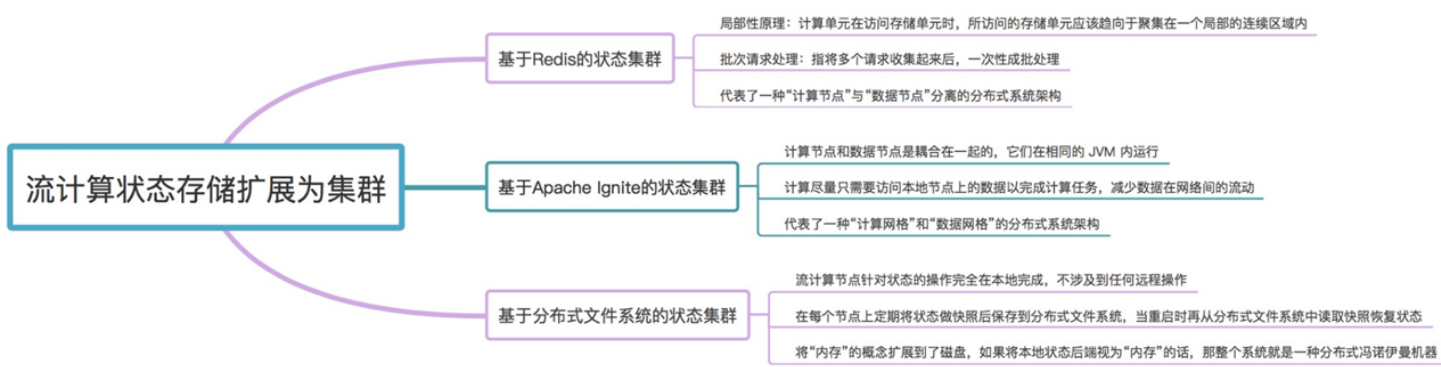 流计算状态存储扩展为集群
基于Redis的状态集群
局部性原理：计算单元在访问存储单元时，所访问的存储单元应该趋向于聚集在一个局部的连续区域内
批次请求处理：指将多个请求收集起来后，一次性成批处理
代表了一种“计算节点”与“数据节点”分离的分布式系统架构
基于Apache Ignite的状态集群
计算节点和数据节点是耦合在一起的，它们在相同的 JVM 内运行
计算尽量只需要访问本地节点上的数据以完成计算任务，减少数据在网络间的流动
代表了一种“计算网格”和“数据网格”的分布式系统架构
基于分布式文件系统的状态集群
流计算节点针对状态的操作完全在本地完成，不涉及到任何远程操作
在每个节点上定期将状态做快照后保存到分布式文件系统，当重启时再从分布式文件系统中读取快照恢复状态
将“内存”的概念扩展到了磁盘，如果将本地状态后端视为“内存”的话，那整个系统就是一种分布式冯诺伊曼机器